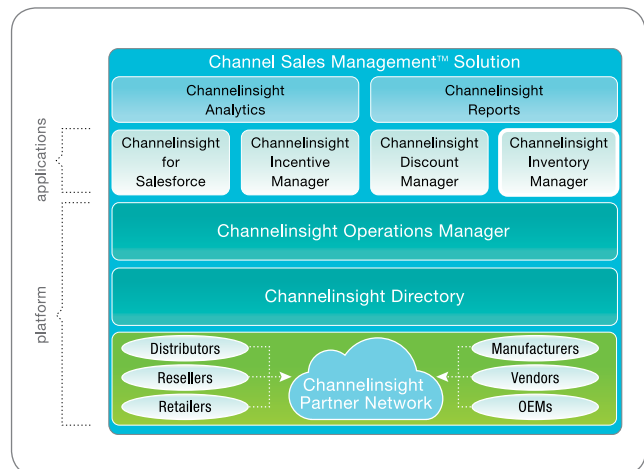 Channel Sales Management™ Solution
Channelinsight
Analytics
Channelinsight
Reports
applications
Channelinsight
for
Salesforce
Channelinsight
Incentive
Manager
Channelinsight
Discount
Manager
Channelinsight
Inventory
Manager
platform
Channelinsight Operations Manager
Channelinsight Directory
Distributors
Resellers
Retailers
Channelinsight
Partner Network
Manufacturers
Vendors
OEMs